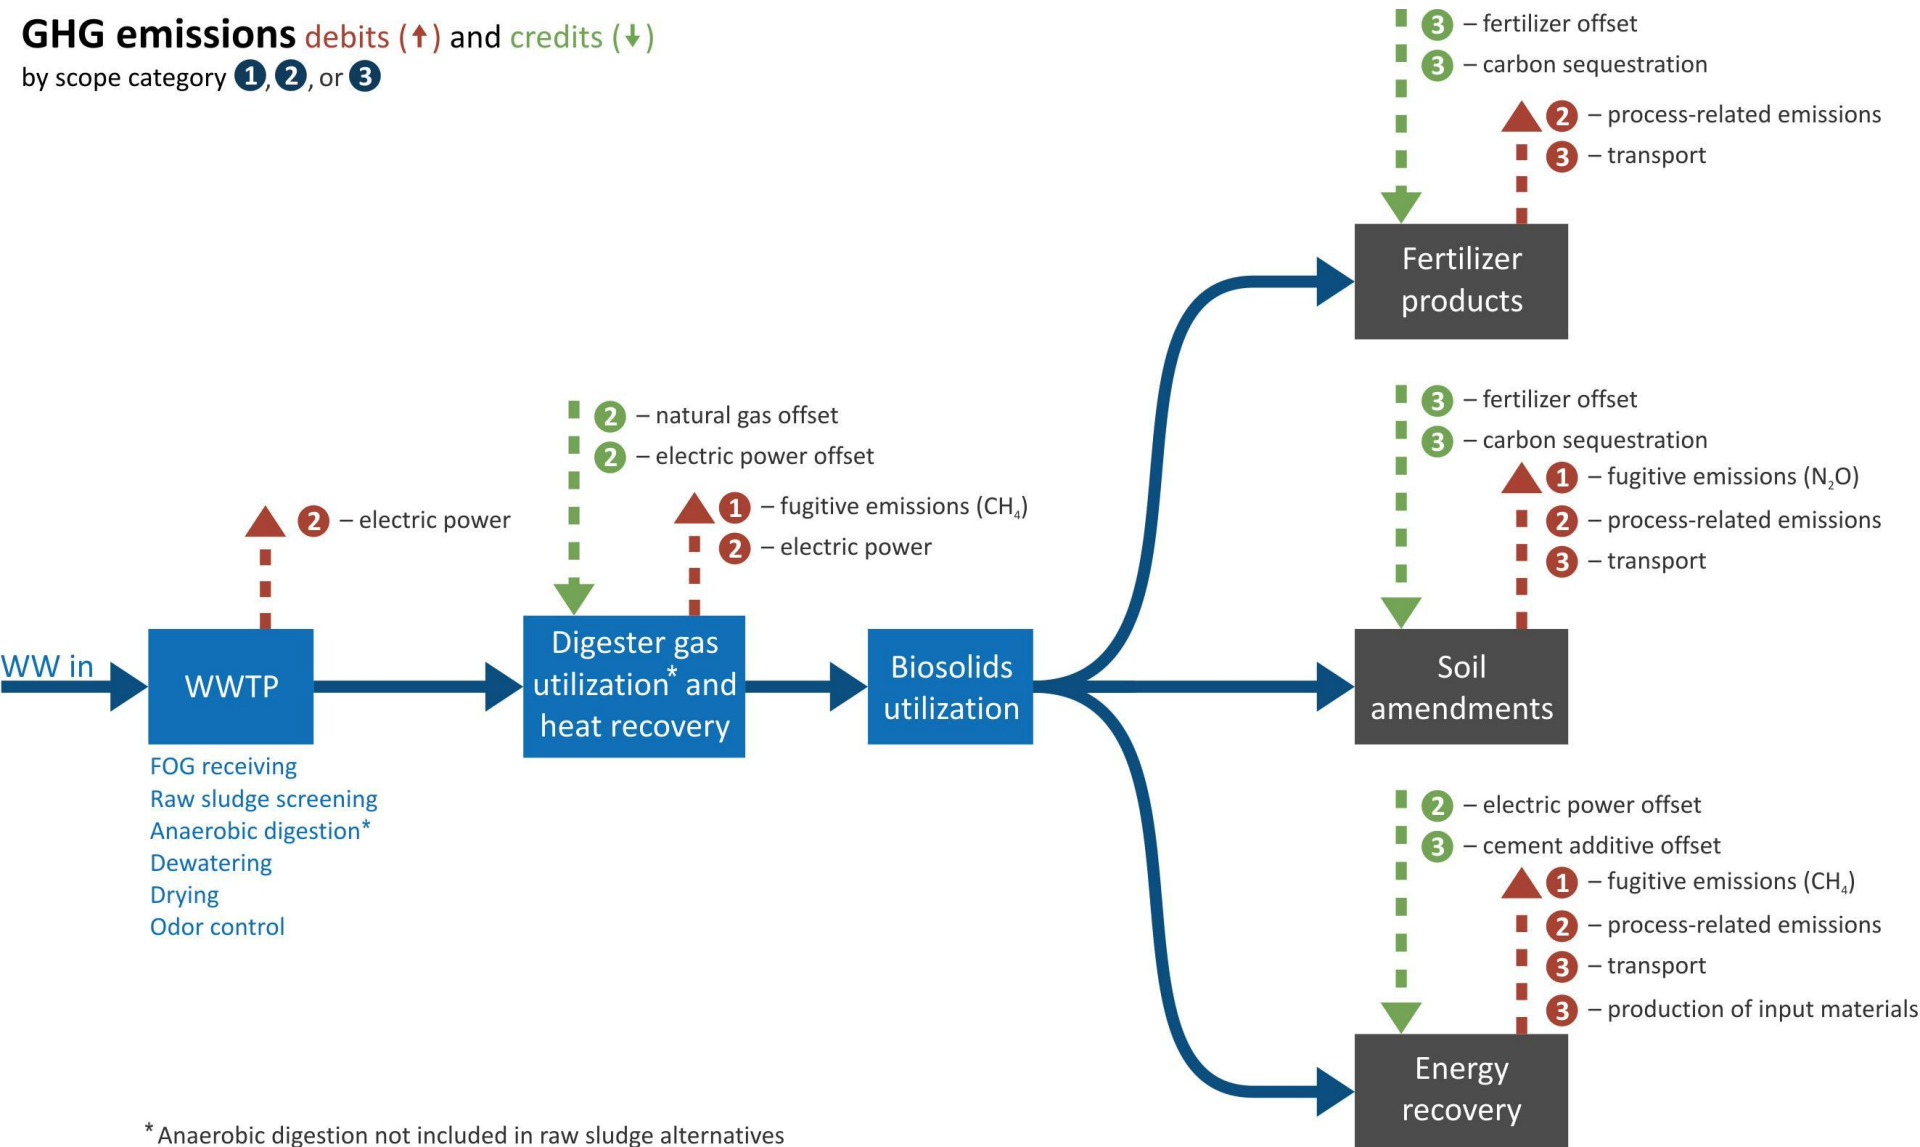 GHG emissions debits (↑) and credits (↓)
by scope category 1, 2, or 3
3 – fertilizer offset
3 – carbon sequestration
2 – process-related emissions
3 – transport
Fertilizer
products
2 – natural gas offset
2 – electric power offset
1 – fugitive emissions (CH₄)
2 – electric power
2 – electric power
3 – fertilizer offset
3 – carbon sequestration
1 – fugitive emissions (N₂O)
2 – process-related emissions
3 – transport
WW in
WWTP
Digester gas
utilization* and
heat recovery
Biosolids
utilization
Soil
amendments
FOG receiving
Raw sludge screening
Anaerobic digestion*
Dewatering
Drying
Odor control
2 – electric power offset
3 – cement additive offset
1 – fugitive emissions (CH₄)
2 – process-related emissions
3 – transport
3 – production of input materials
Energy
recovery
*Anaerobic digestion not included in raw sludge alternatives